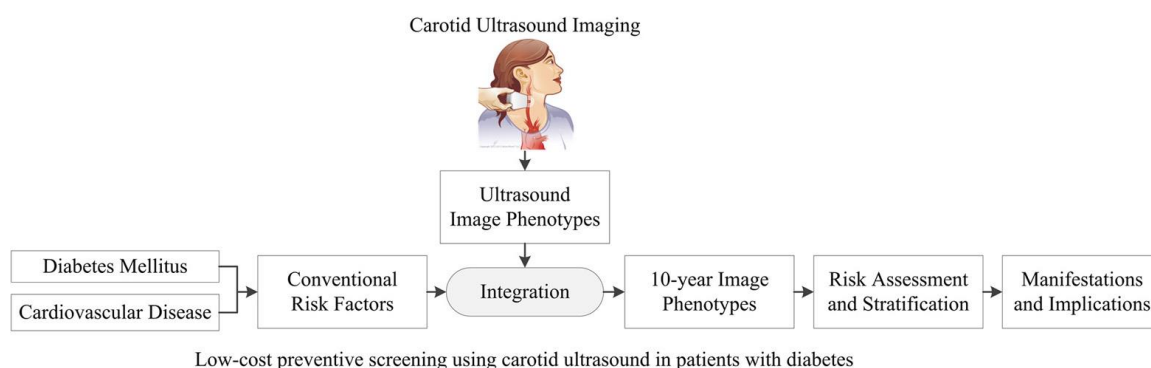 Carotid Ultrasound Imaging
Ultrasound
Image Phenotypes
Diabetes Mellitus
Cardiovascular Disease
Conventional
Risk Factors
Integration
10-year Image
Phenotypes
Risk Assessment
and Stratification
Manifestations
and Implications
Low-cost preventive screening using carotid ultrasound in patients with diabetes